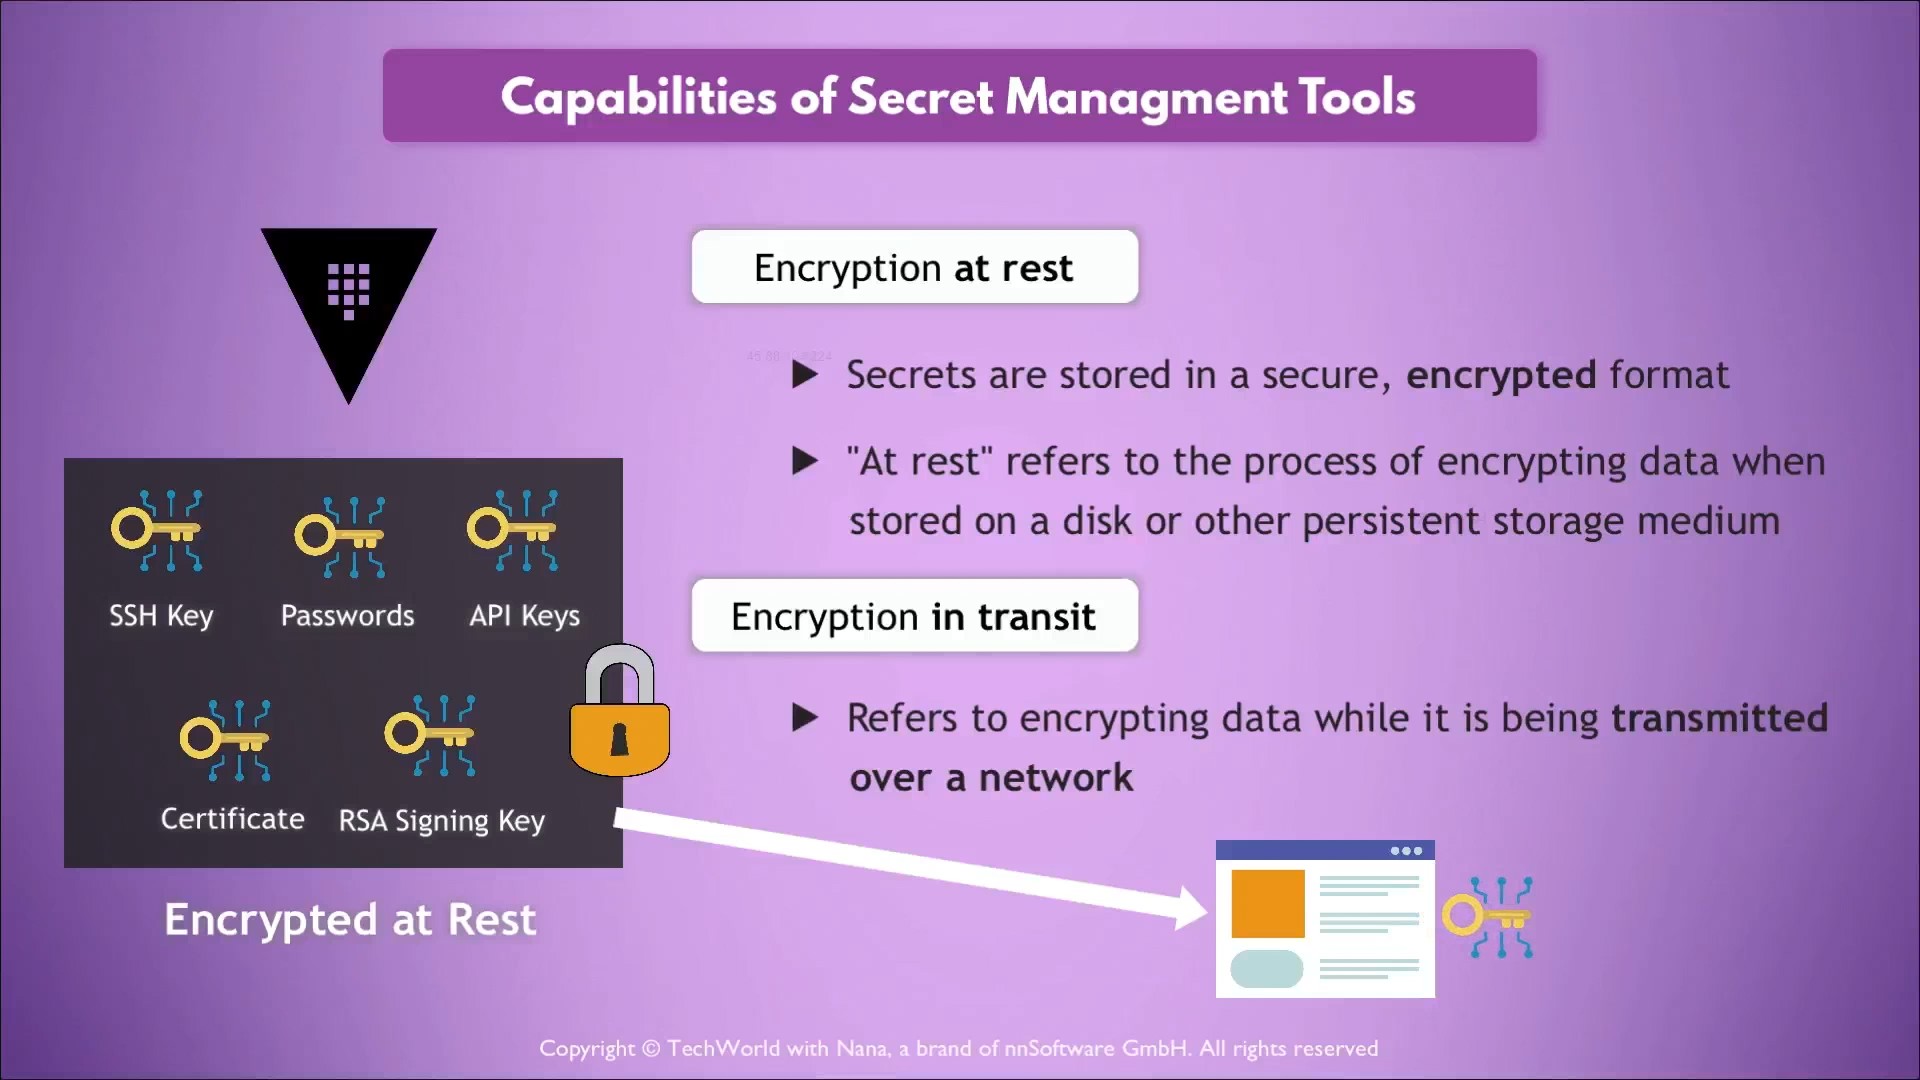 Capabilities of Secret Managment Tools
Encryption at rest
Secrets are stored in a secure, encrypted format
"At rest" refers to the process of encrypting data when
stored on a disk or other persistent storage medium
Encryption in transit
Refers to encrypting data while it is being transmitted
over a network
SSH Key
Passwords
API Keys
Certificate
RSA Signing Key
Encrypted at Rest
Copyright © TechWorld with Nana, a brand of nnSoftware GmbH. All rights reserved